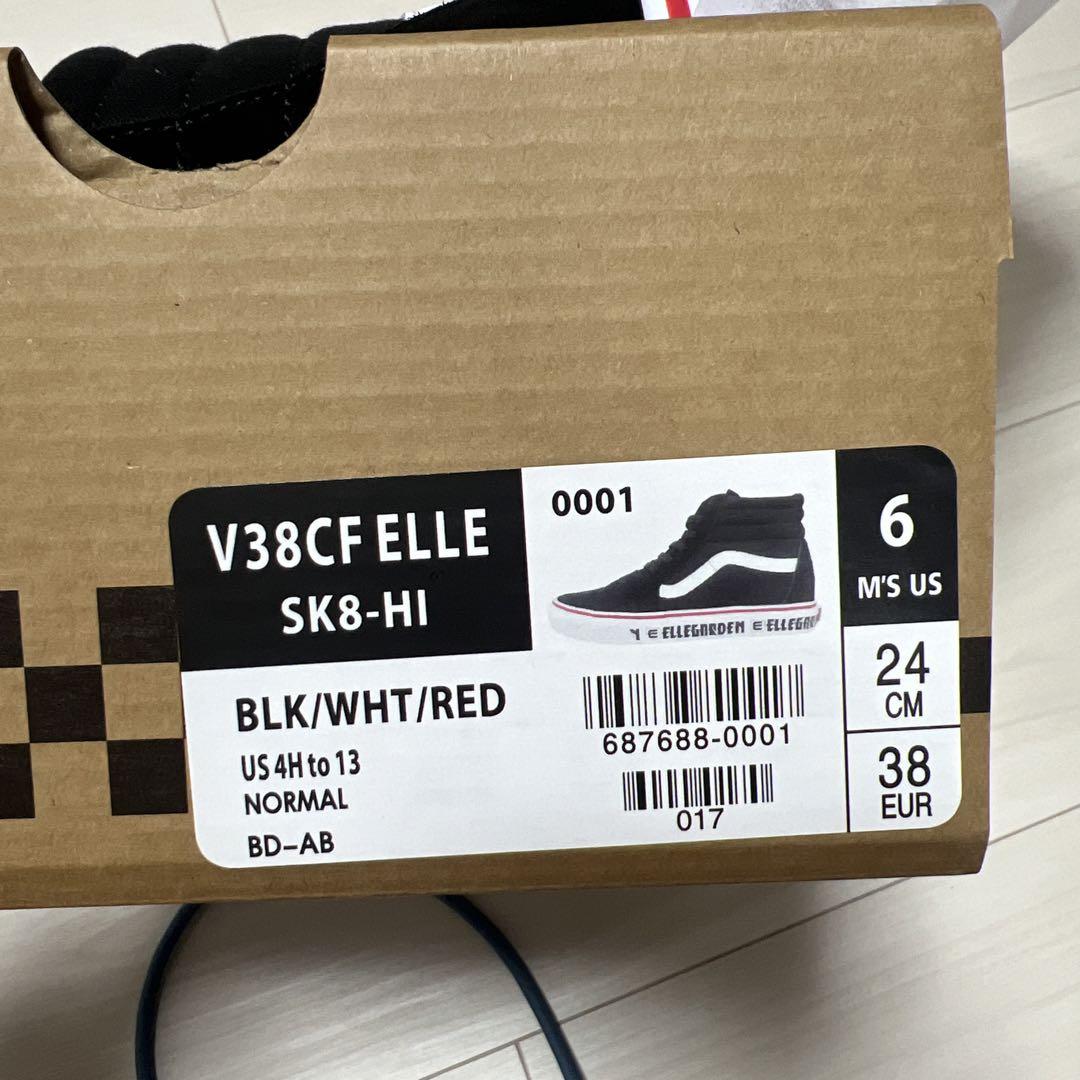 V38CF ELLE
SK8-HI
BLK/WHT/RED
US 4H to 13
NORMAL
BD-AB
0001
ELLEGARDEN ELLEGAR
687688-0001
017
6
M'S US
24
CM
38
EUR